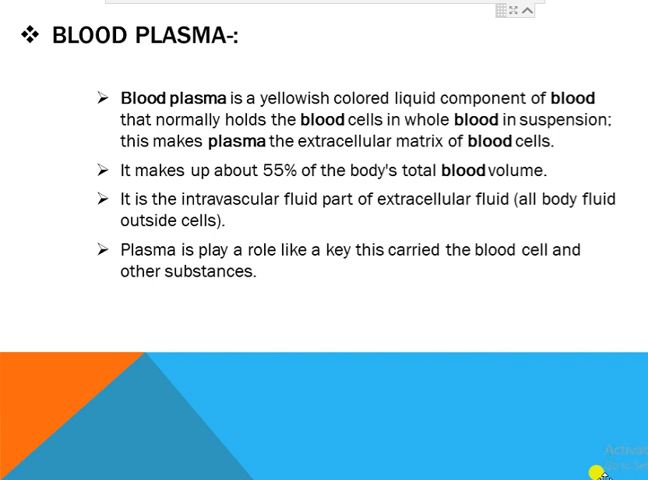 ❖ BLOOD PLASMA-:
➢ Blood plasma is a yellowish colored liquid component of blood
that normally holds the blood cells in whole blood in suspension;
this makes plasma the extracellular matrix of blood cells.
➢ It makes up about 55% of the body's total blood volume.
➢ It is the intravascular fluid part of extracellular fluid (all body fluid
outside cells).
➢ Plasma is play a role like a key this carried the blood cell and
other substances.